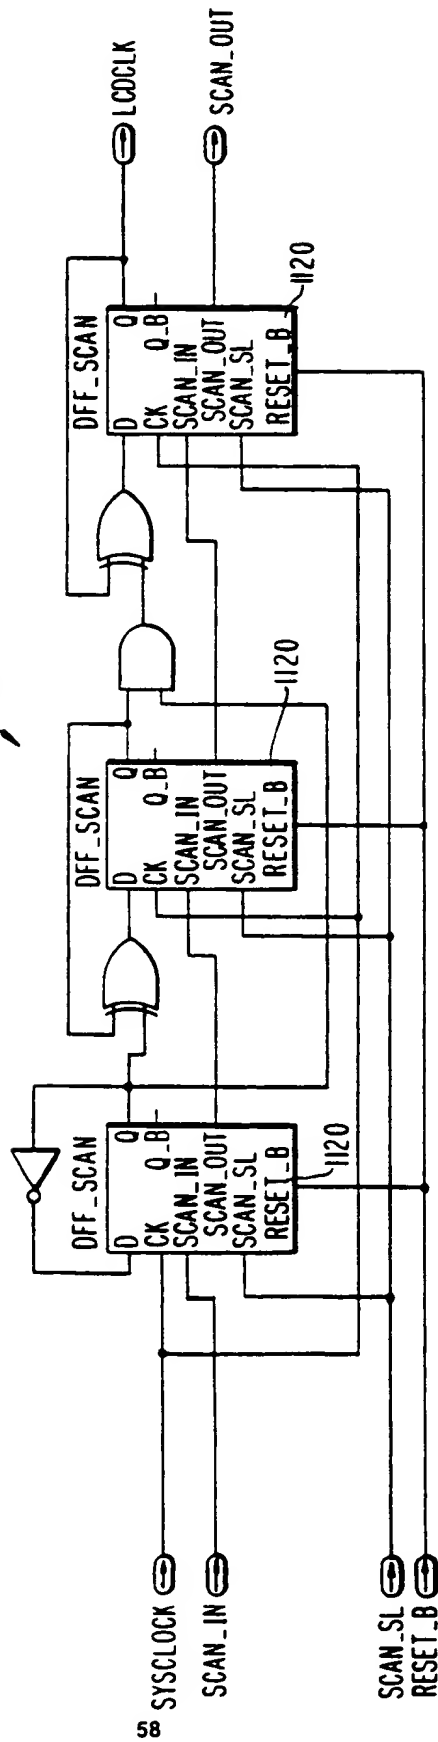 SYSCLOCK
SCAN_IN
SCAN_SL
RESET_B
DFF_SCAN
D
Q
CK
Q_B
SCAN_IN
SCAN_OUT
SCAN_SL
RESET_B
1120
DFF_SCAN
D
Q
CK
Q_B
SCAN_IN
SCAN_OUT
SCAN_SL
RESET_B
1120
DFF_SCAN
D
Q
CK
Q_B
SCAN_IN
SCAN_OUT
SCAN_SL
RESET_B
1120
LCDCLK
SCAN_OUT
58